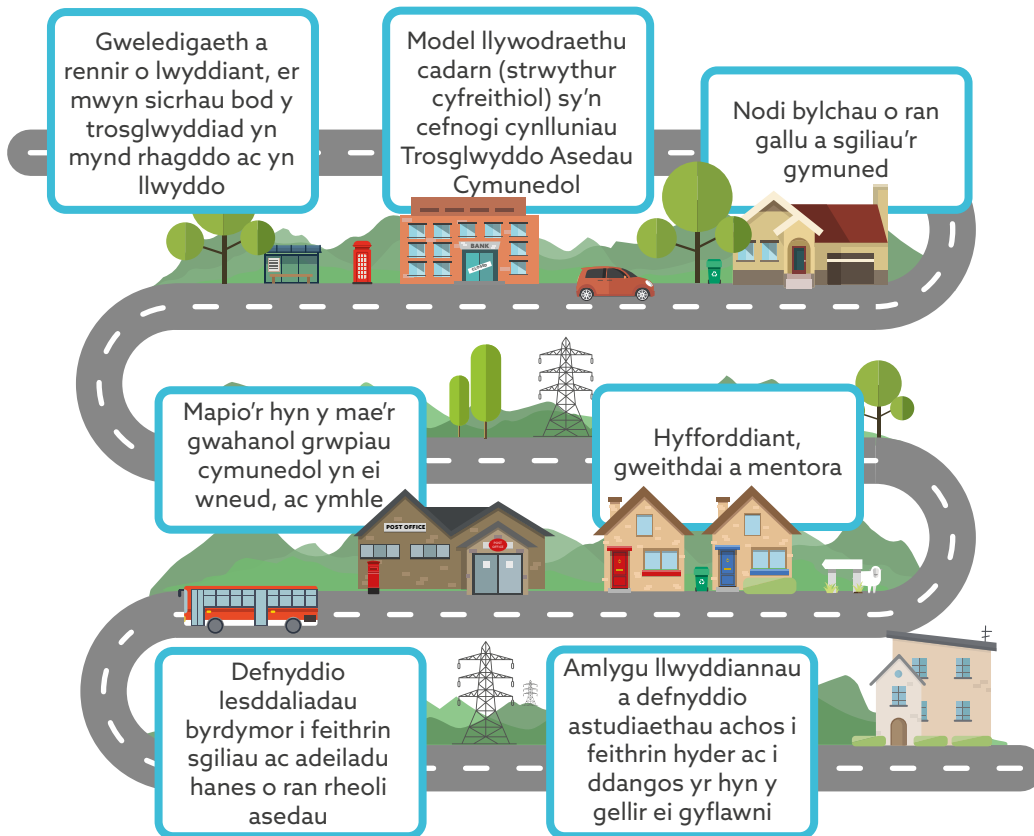 Gweledigaeth a
rennir o lwyddiant, er
mwyn sicrhau bod y
trosglwyddiad yn
mynd rhagddo ac yn
llwyddo
Model llywodraethu
cadarn (strwythur
cyfreithiol) sy'n
cefnogi cynlluniau
Trosglwyddo Asedau
Cymunedol
Nodi bylchau o ran
gallu a sgiliau'r
gymuned
BANK
CLOSED
Mapio'r hyn y mae'r
gwahanol grwpiau
cymunedol yn ei
wneud, ac ymhle
Hyfforddiant,
gweithdai a mentora
POST OFFICE
POST
OFFICE
Defnyddio
lesddaliadau
byrdymor i feithrin
sgiliau ac adeiladu
hanes o ran rheoli
asedau
Amlygu llwyddiannau
a defnyddio
astudiaethau achos i
feithrin hyder ac i
ddangos yr hyn y
gellir ei gyflawni